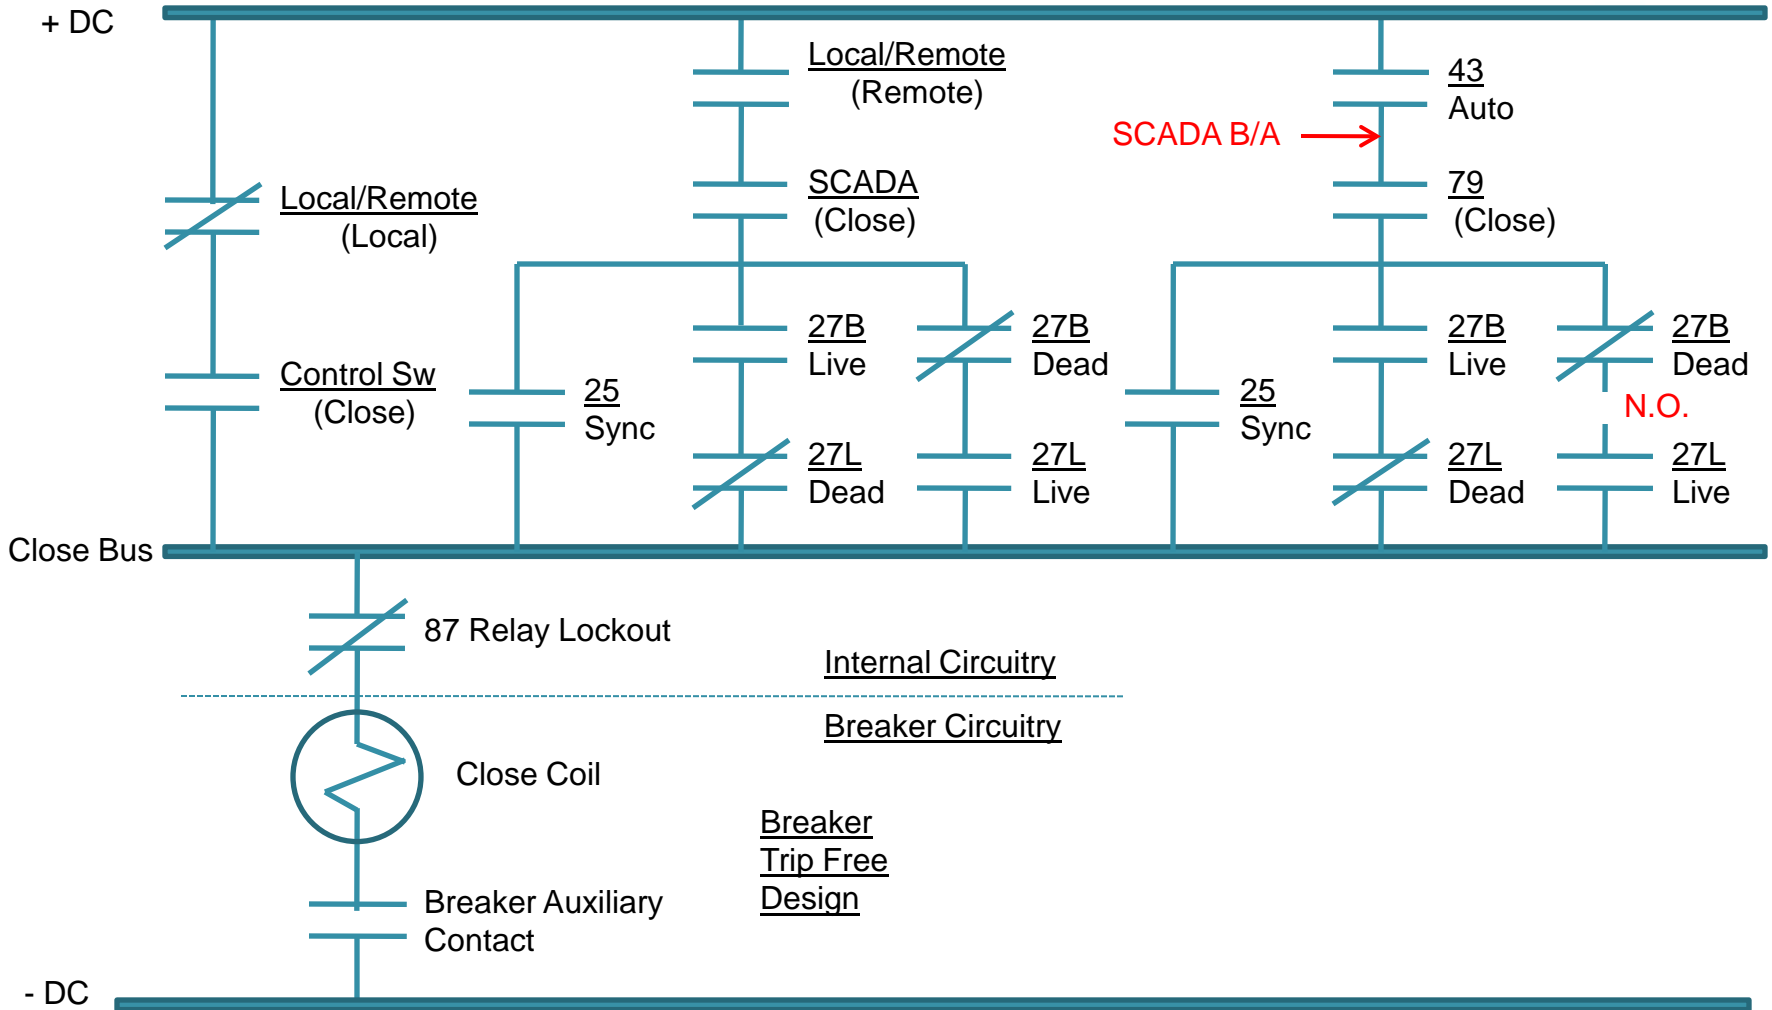 + DC
Local/Remote
(Remote)
43
Auto
SCADA B/A
Local/Remote
(Local)
SCADA
(Close)
79
(Close)
27B
Live
27B
Dead
27B
Live
27B
Dead
Control Sw
(Close)
25
Sync
25
Sync
N.O.
27L
Dead
27L
Live
27L
Dead
27L
Live
Close Bus
87 Relay Lockout
Internal Circuitry
Breaker Circuitry
Close Coil
Breaker
Trip Free
Design
Breaker Auxiliary
Contact
- DC